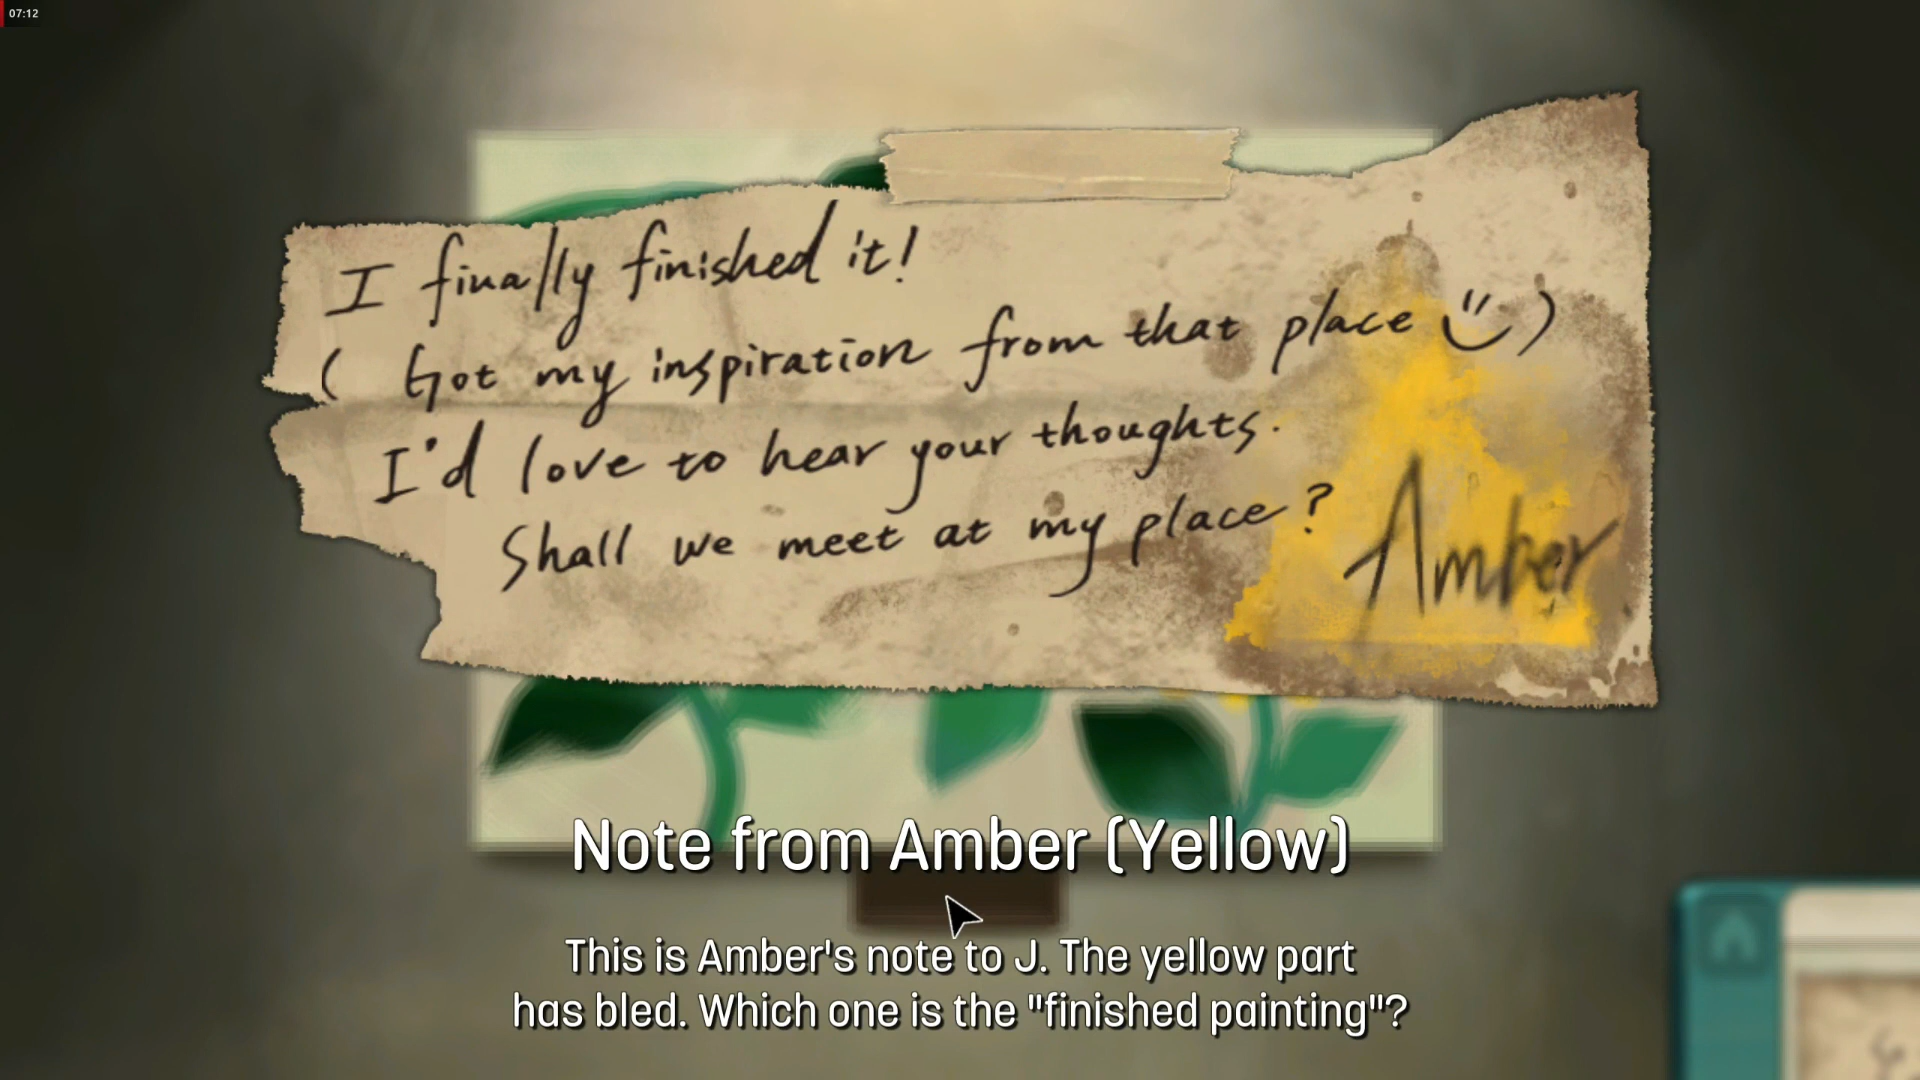 07:12
I finally finished it!
( Got my inspiration from that place )
I'd love to hear your thoughts.
Shall we meet at my place?
Amber
Note from Amber (Yellow)
This is Amber's note to J. The yellow part
has bled. Which one is the "finished painting"?